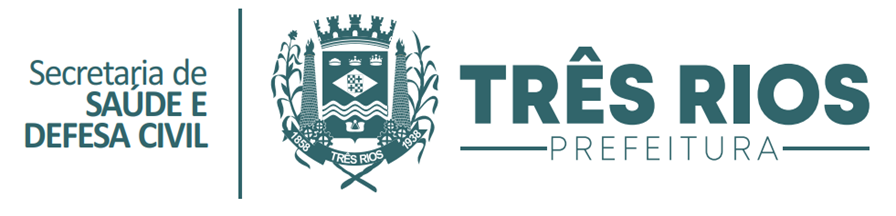 Secretaria de
SAÚDE E
DEFESA CIVIL
1858
TRÊS RIOS
1938
TRÊS RIOS
PREFEITURA